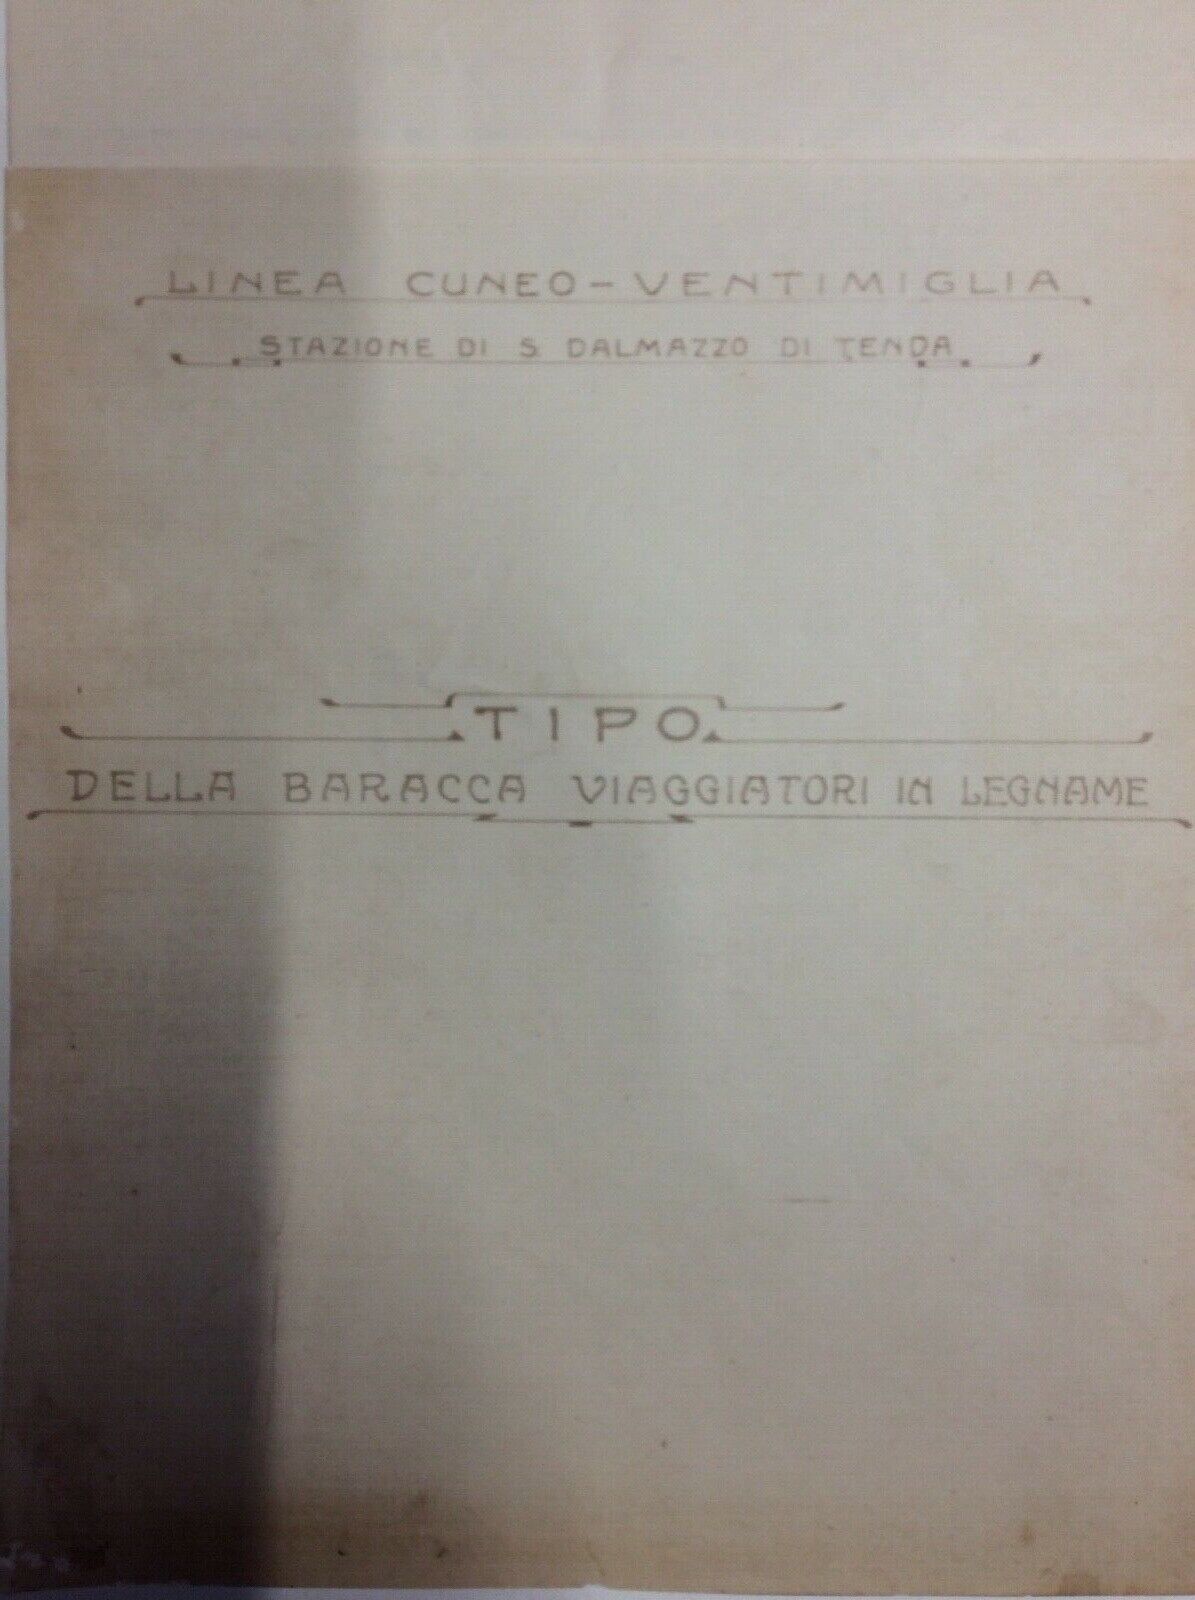 LINEA CUNEO-VENTIMIGLIA
STAZIONE DI S. DALMAZZO DI TENDA
TIPO
DELLA BARACCA VIAGGIATORI IN LEGNAME